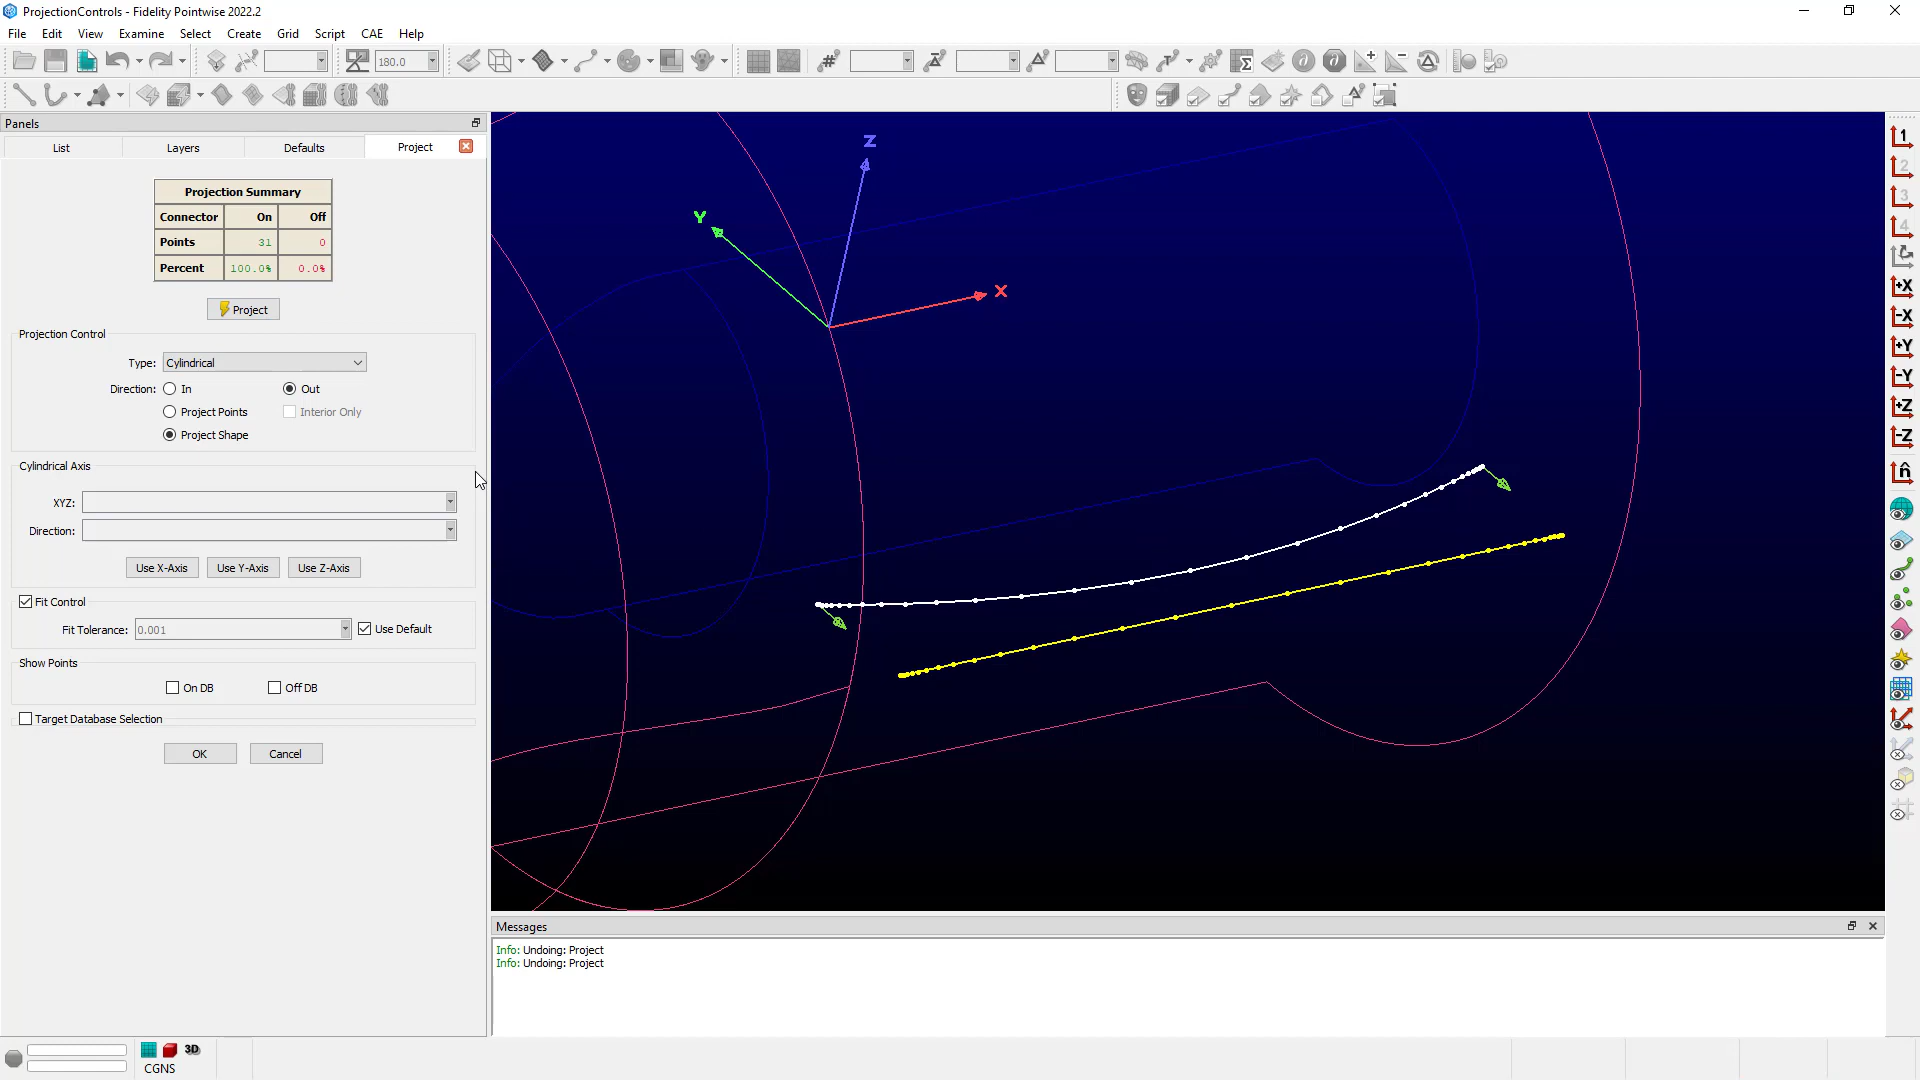 ProjectionControls - Fidelity Pointwise 2022.2
File Edit View Examine Select Create Grid Script CAE Help
180.0
Panels
List Layers Defaults Project
Projection Summary
Connector On Off
Points 31 0
Percent 100.0% 0.0%
Project
Projection Control
Type: Cylindrical
Direction: In Out
Project Points Interior Only
Project Shape
Cylindrical Axis
XYZ:
Direction:
Use X-Axis Use Y-Axis Use Z-Axis
Fit Control
Fit Tolerance: 0.001 Use Default
Show Points
On DB Off DB
Target Database Selection
OK Cancel
Z
Y
X
Messages
Info: Undoing: Project
Info: Undoing: Project
1
2
3
4
+X
-X
+Y
-Y
+Z
-Z
n̂
3D
CGNS